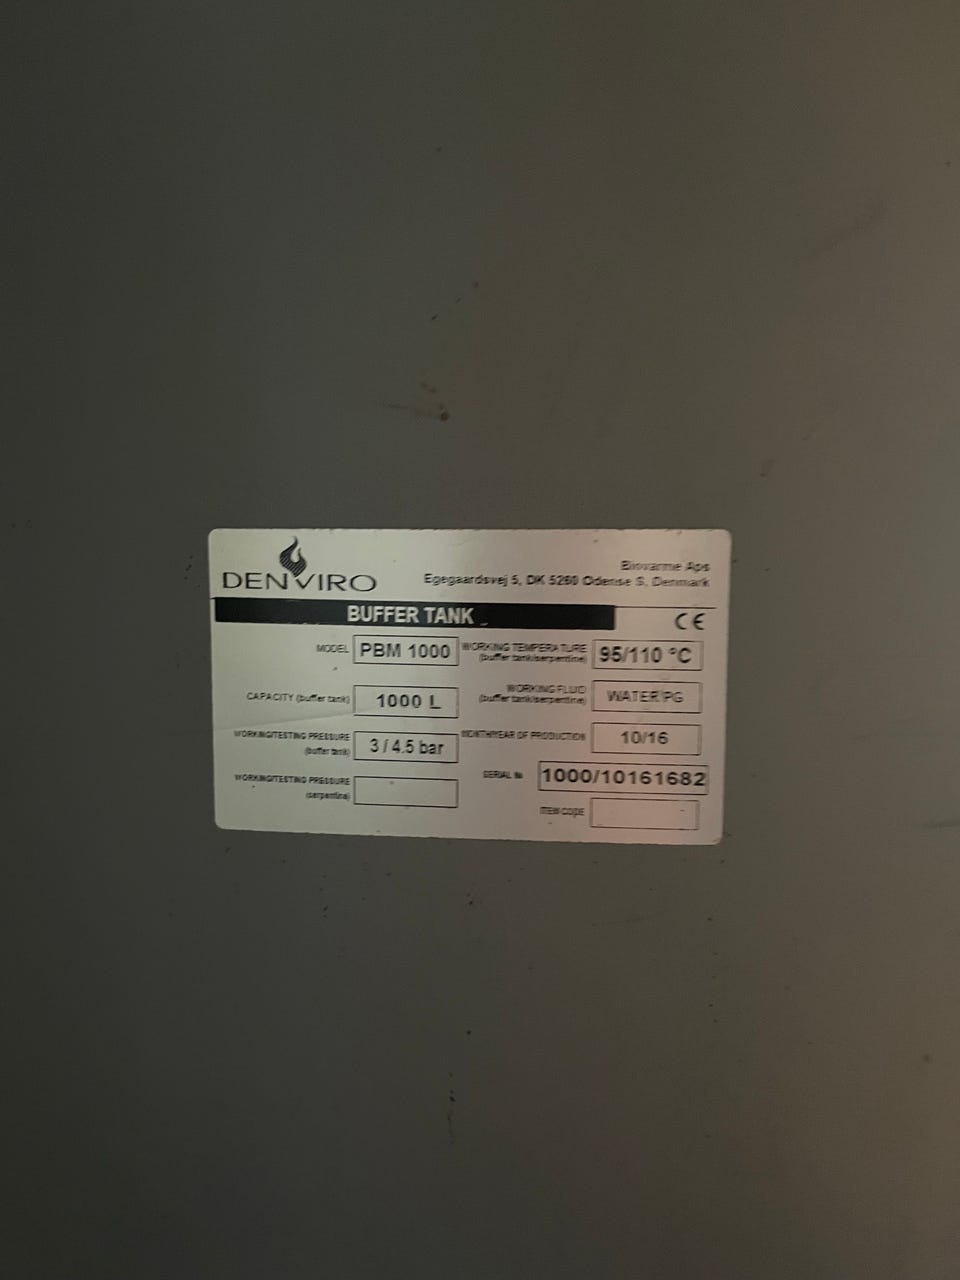 DENVIRO
Biovarme Aps
Egegaardsvej 5, DK 5260 Odense S, Denmark
BUFFER TANK
CE
MODEL PBM 1000
WORKING TEMPERATURE
(buffer tank/serpentine) 95/110 °C
CAPACITY (buffer tank) 1000 L
WORKING FLUID
(buffer tank/serpentine) WATER/PG
WORKING/TESTING PRESSURE
(buffer tank) 3 / 4.5 bar
MONTH/YEAR OF PRODUCTION 10/16
WORKING/TESTING PRESSURE
(serpentine)
SERIAL № 1000/10161682
ITEM CODE